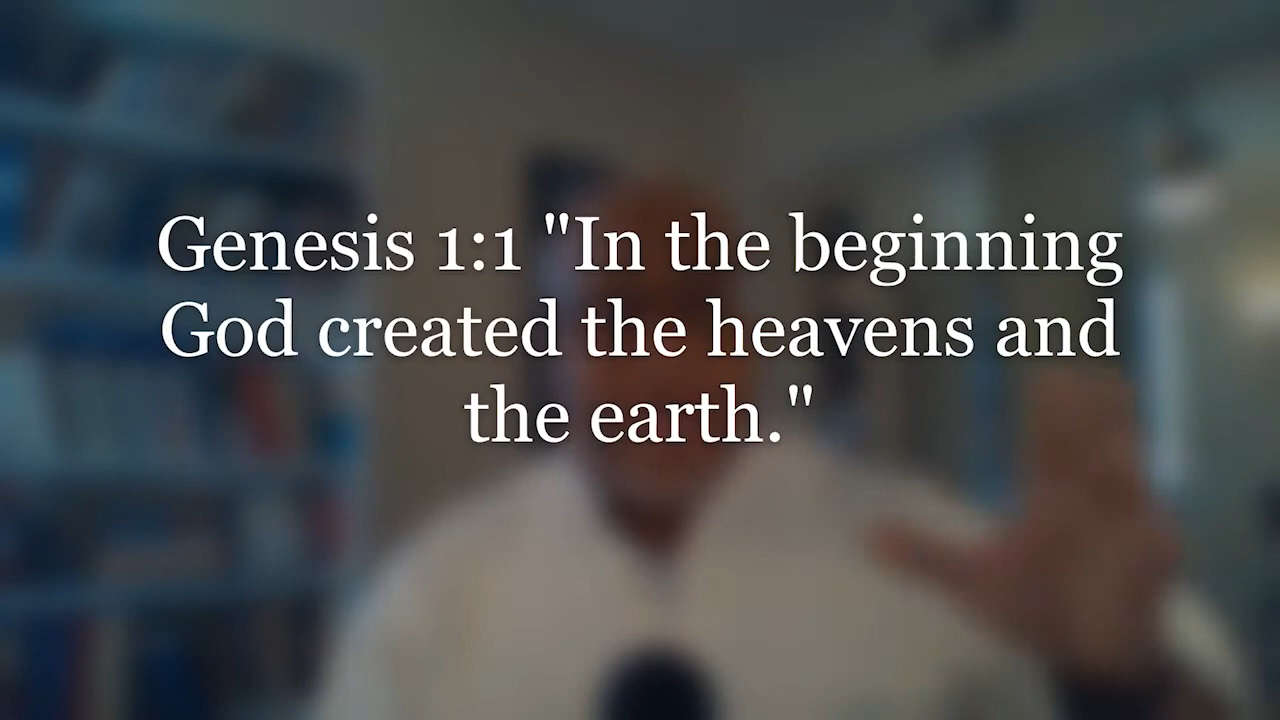 Genesis 1:1 "In the beginning
God created the heavens and
the earth."